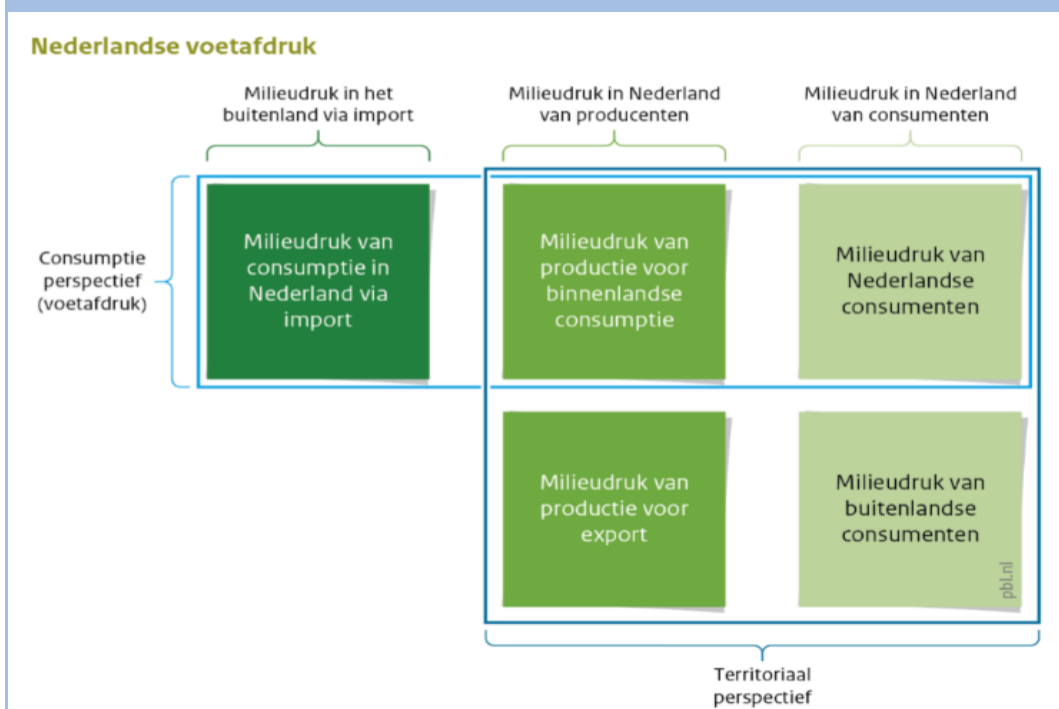 Nederlandse voetafdruk
Milieudruk in het
buitenland via import
Milieudruk in Nederland
van producenten
Milieudruk in Nederland
van consumenten
Consumptie
perspectief
(voetafdruk)
Milieudruk van
consumptie in
Nederland via
import
Milieudruk van
productie voor
binnenlandse
consumptie
Milieudruk van
Nederlandse
consumenten
Milieudruk van
productie voor
export
Milieudruk van
buitenlandse
consumenten
pbl.nl
Territoriaal
perspectief